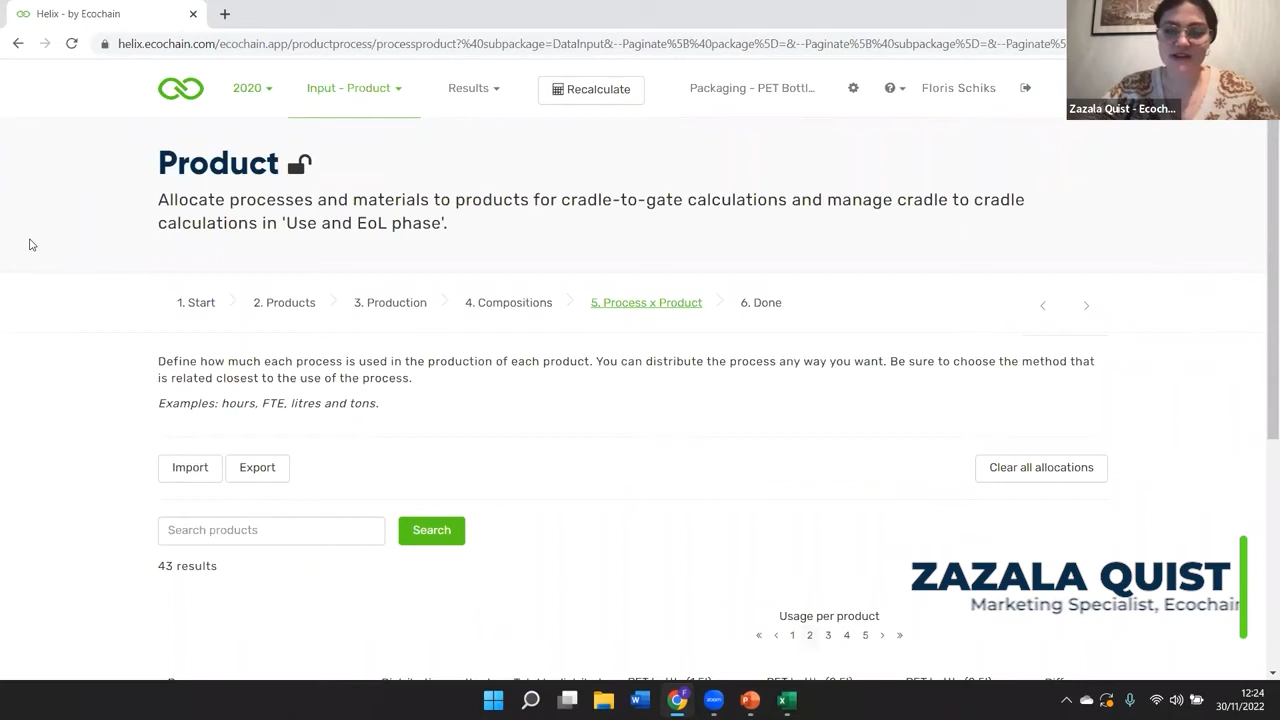 Helix - by Ecochain
helix.ecochain.com/ecochain.app/productprocess/processproduct?%40subpackage=DataInput&--Paginate%5B%40package%5D=&--Paginate%5B%40subpackage%5D=&--Paginate%5
2020
Input - Product
Results
Recalculate
Packaging - PET Bottl...
Floris Schiks
Zazala Quist - Ecoch...
Product
Allocate processes and materials to products for cradle-to-gate calculations and manage cradle to cradle
calculations in 'Use and EoL phase'.
1. Start
2. Products
3. Production
4. Compositions
5. Process x Product
6. Done
Define how much each process is used in the production of each product. You can distribute the process any way you want. Be sure to choose the method that
is related closest to the use of the process.
Examples: hours, FTE, litres and tons.
Import
Export
Clear all allocations
Search products
Search
43 results
ZAZALA QUIST
Marketing Specialist, Ecochain
Usage per product
« ‹ 1 2 3 4 5 › »
12:24
30/11/2022